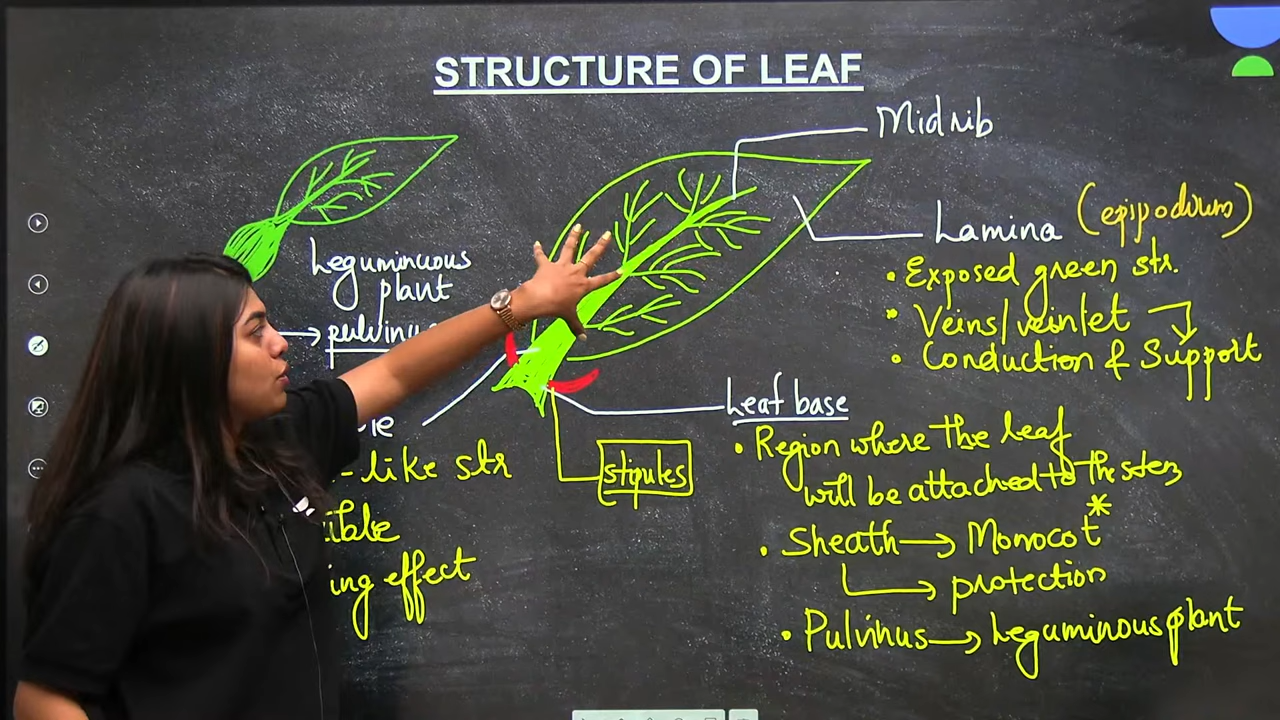 STRUCTURE OF LEAF
Midrib
Lamina (epipodium)
• Exposed green str.
• Veins/veinlet
• Conduction & Support
Leguminuous
plant
→ pulvinus
Leaf base
• Region where the leaf
will be attached to the stem
• Sheath → Monocot*
→ protection
• Pulvinus → Leguminous plant
stipules
-like str
ible
ing effect